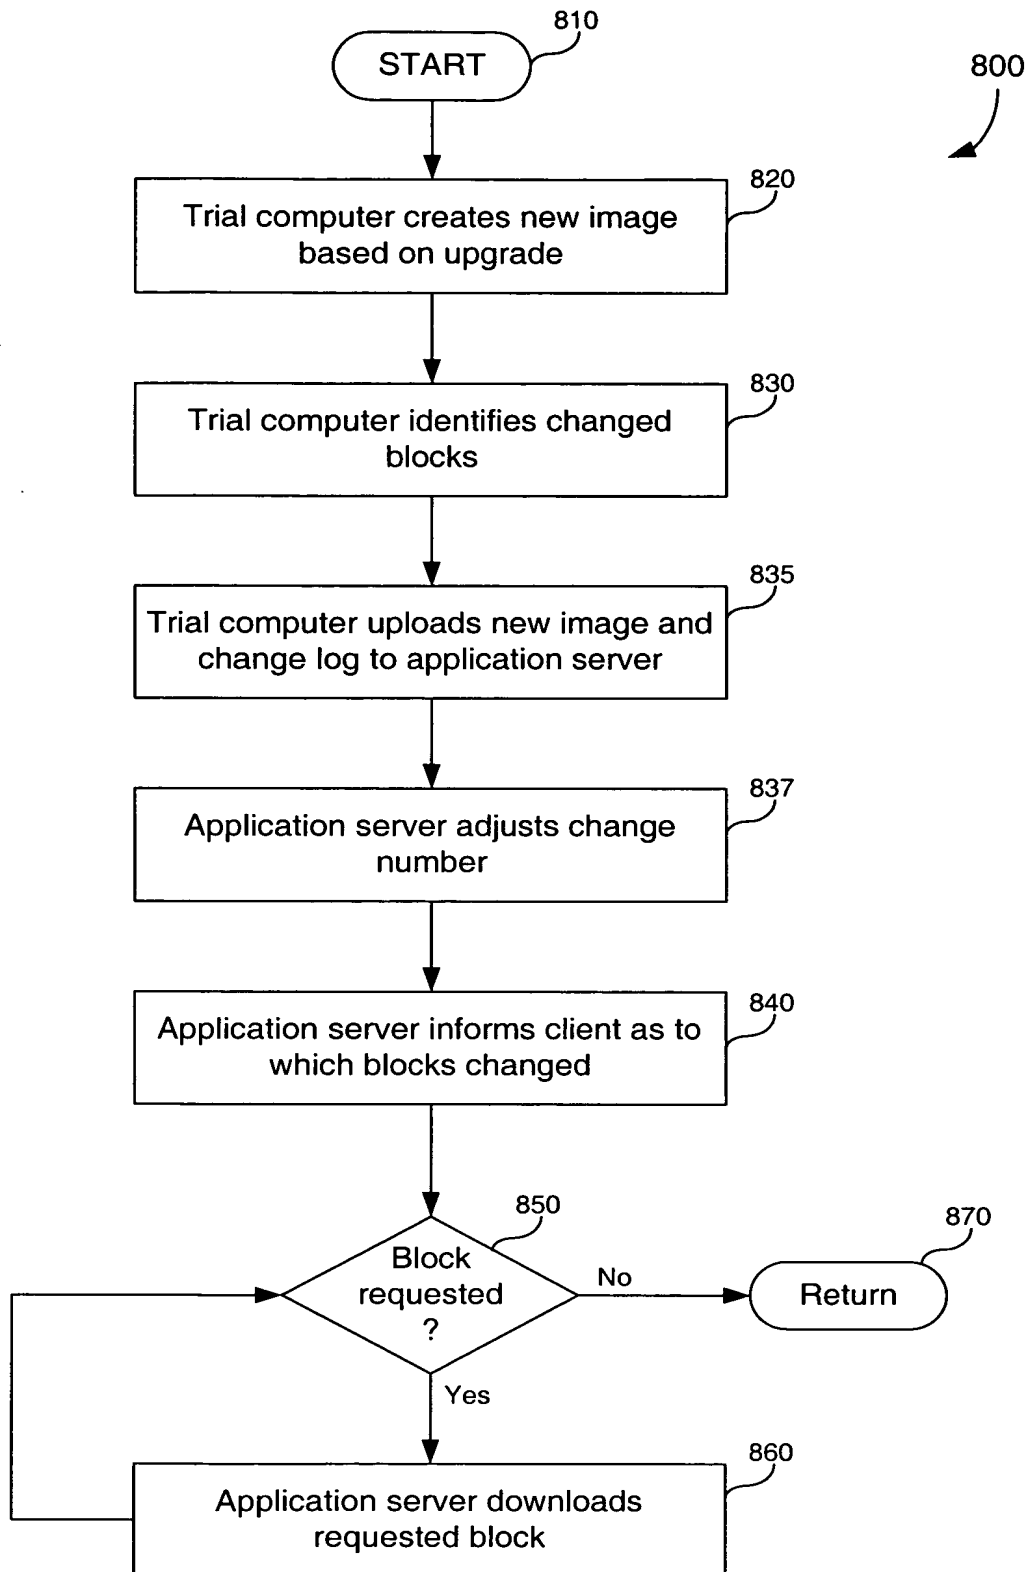 810
START
800
820
Trial computer creates new image
based on upgrade
830
Trial computer identifies changed
blocks
835
Trial computer uploads new image and
change log to application server
837
Application server adjusts change
number
840
Application server informs client as to
which blocks changed
850
Block
requested
?
No
870
Return
Yes
860
Application server downloads
requested block